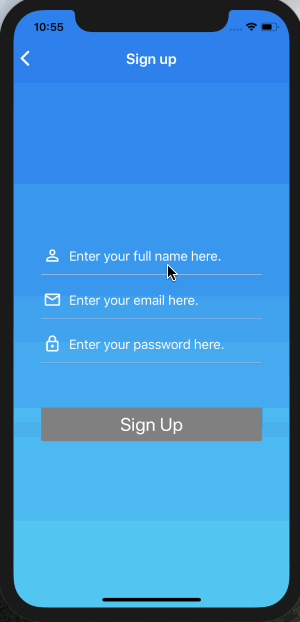 10:55
Sign up
Enter your full name here.
Enter your email here.
Enter your password here.
Sign Up